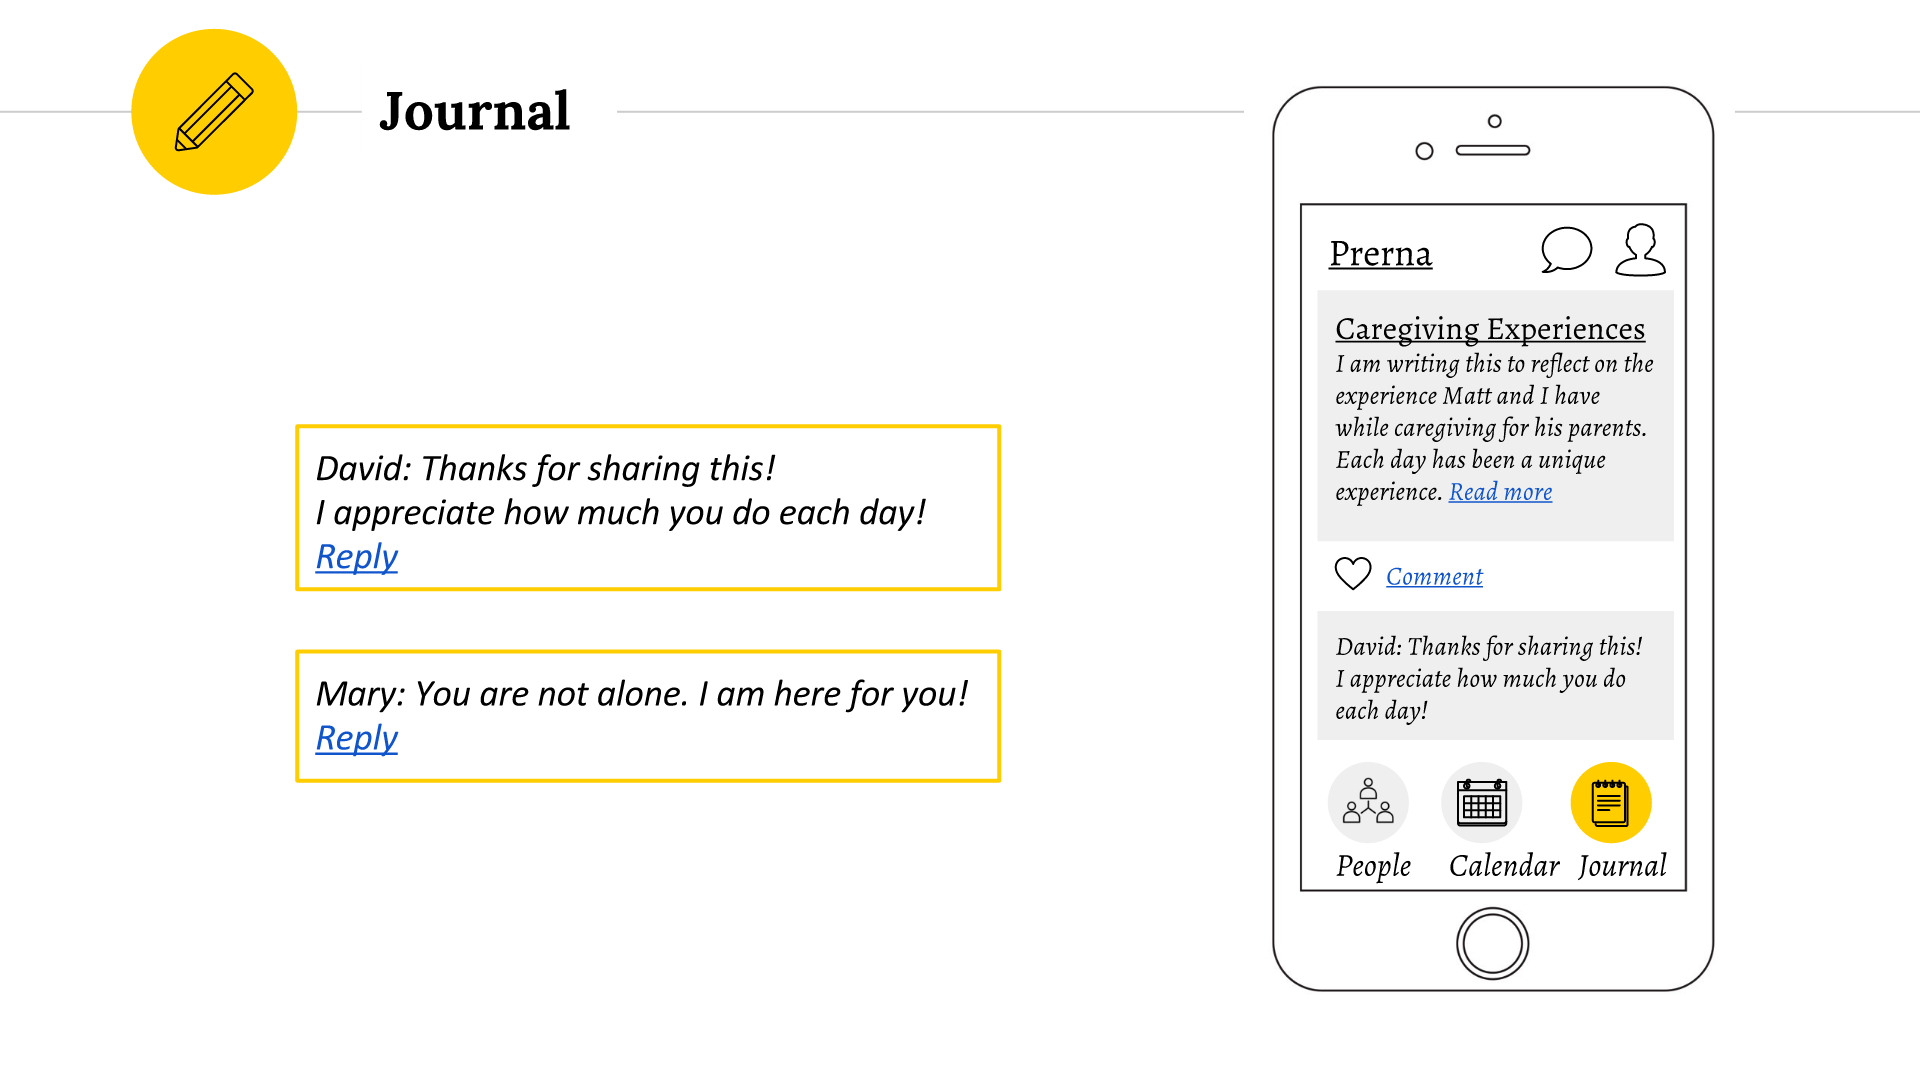 Journal
David: Thanks for sharing this!
I appreciate how much you do each day!
Reply
Mary: You are not alone. I am here for you!
Reply
Prerna
Caregiving Experiences
I am writing this to reflect on the
experience Matt and I have
while caregiving for his parents.
Each day has been a unique
experience. Read more
Comment
David: Thanks for sharing this!
I appreciate how much you do
each day!
People Calendar Journal